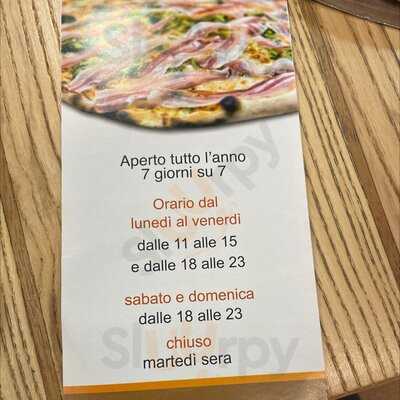 Aperto tutto l'anno
7 giorni su 7
Orario dal
lunedì al venerdì
dalle 11 alle 15
e dalle 18 alle 23
sabato e domenica
dalle 18 alle 23
chiuso
martedì sera
Slurrpy